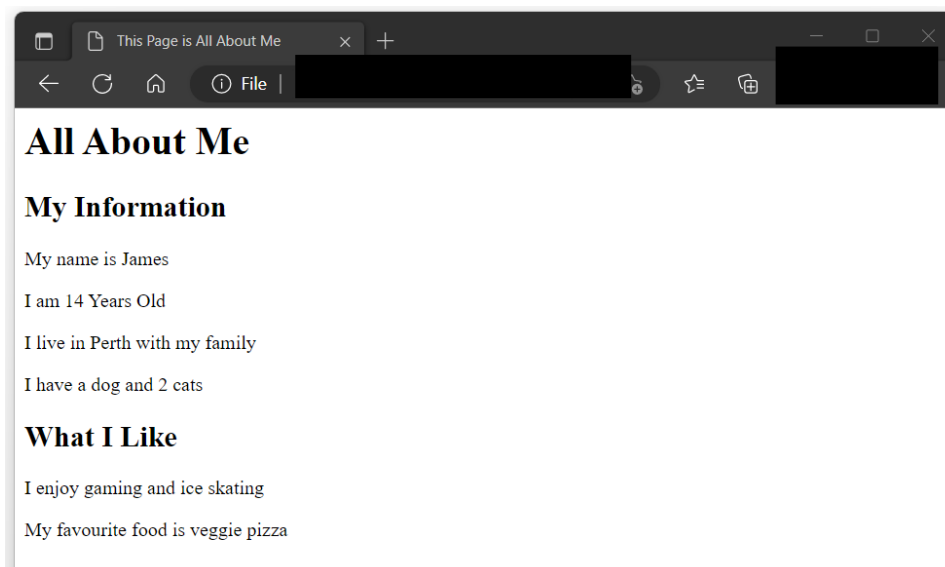 This Page is All About Me
File
All About Me
My Information
My name is James
I am 14 Years Old
I live in Perth with my family
I have a dog and 2 cats
What I Like
I enjoy gaming and ice skating
My favourite food is veggie pizza